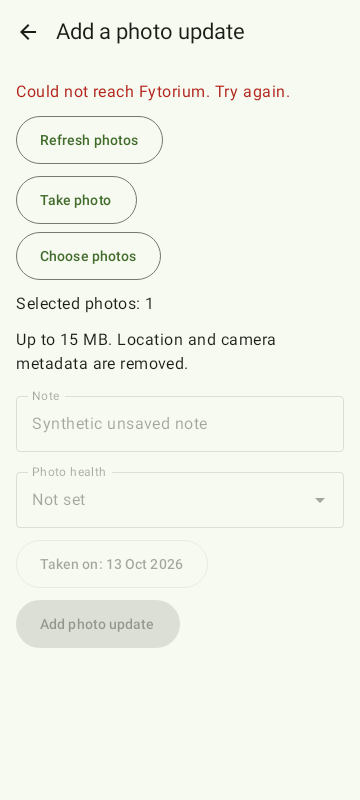 Add a photo update
Could not reach Fytorium. Try again.
Refresh photos
Take photo
Choose photos
Selected photos: 1
Up to 15 MB. Location and camera
metadata are removed.
Note
Synthetic unsaved note
Photo health
Not set
Taken on: 13 Oct 2026
Add photo update